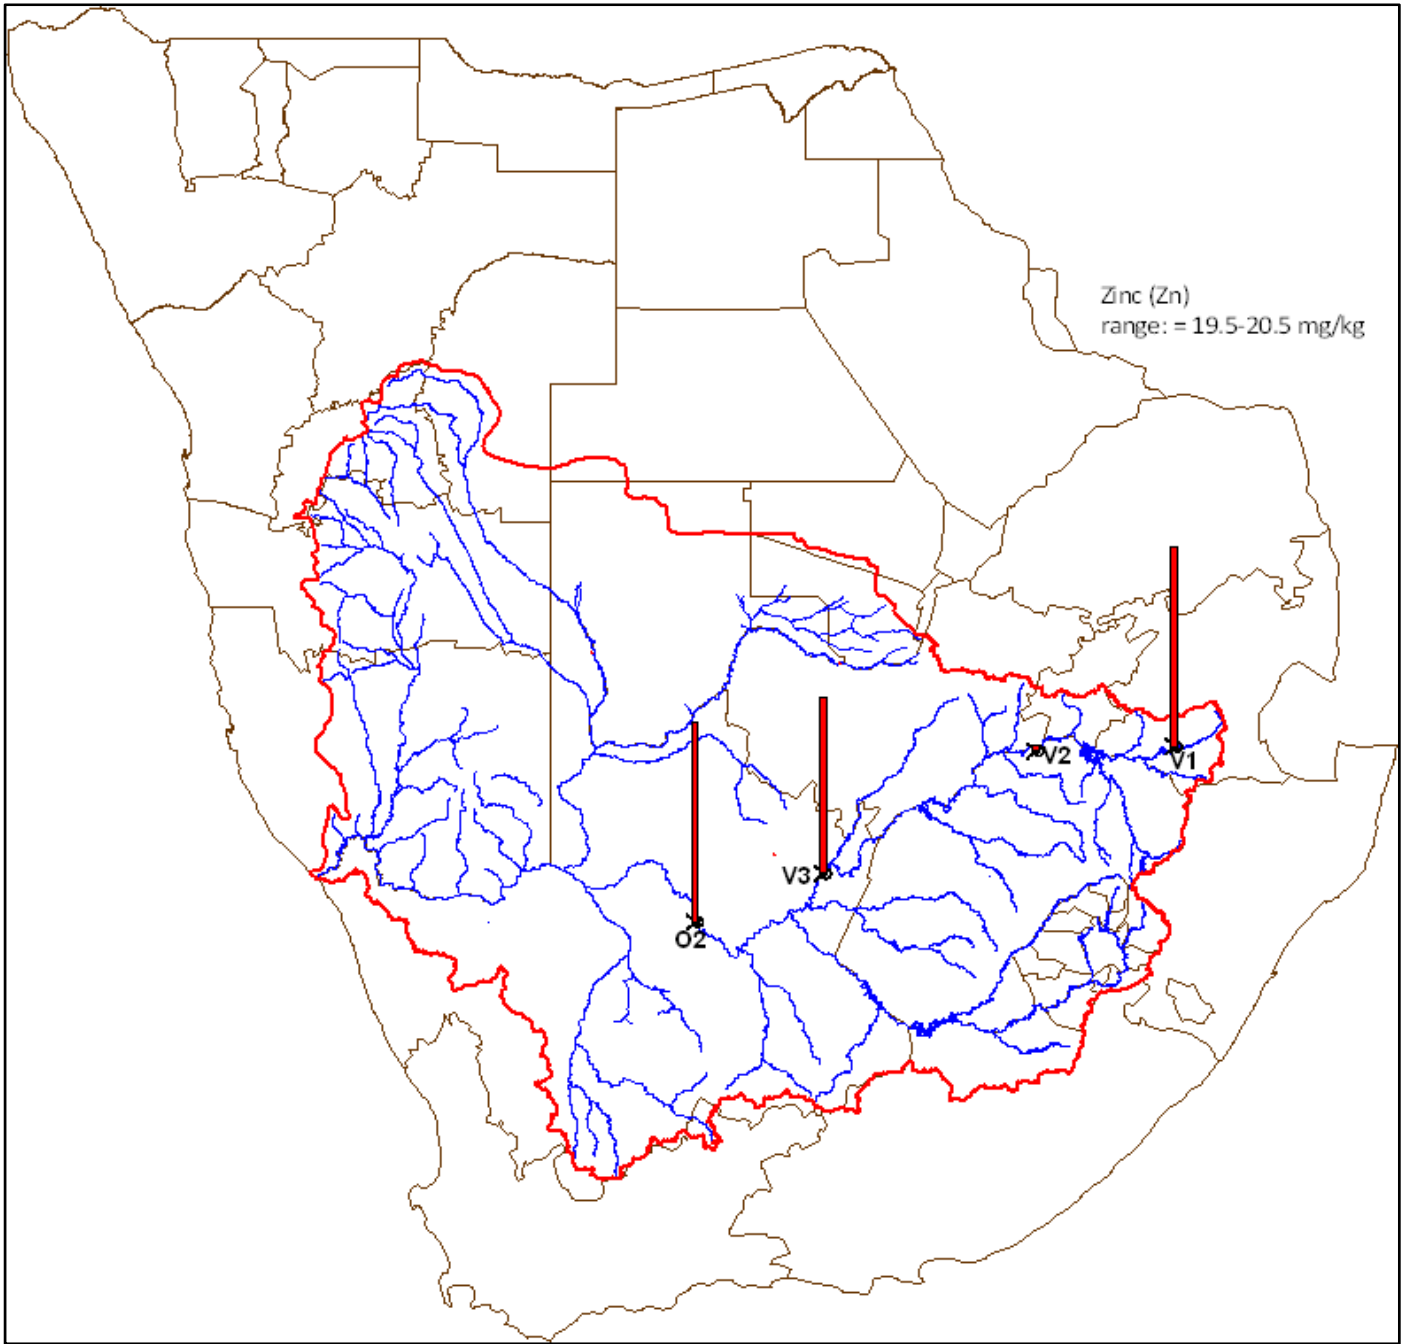 Zinc (Zn)
range: = 19.5-20.5 mg/kg
V2
V1
V3
O2